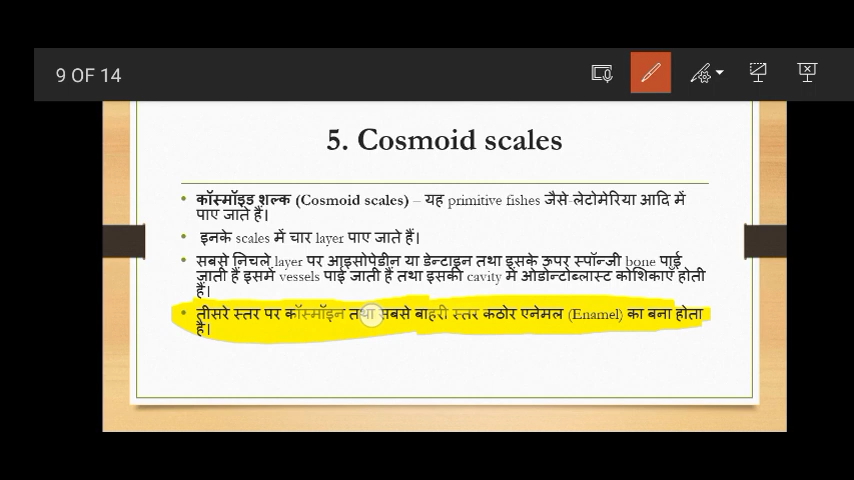 9 OF 14
5. Cosmoid scales
• कॉस्मॉइड शल्क (Cosmoid scales) – यह primitive fishes जैसे लेटोमेरिया आदि में
पाए जाते हैं।
• इनके scales में चार layer पाए जाते हैं।
• सबसे निचले layer पर आइसोपेडीन या डेन्टाइन तथा इसके ऊपर स्पॉन्जी bone पाई
जाती है इसमें vessels पाई जाती है तथा इसकी cavity में ओडोन्टोब्लास्ट कोशिकाएँ होती
हैं।
• तीसरे स्तर पर कॉस्मॉइन तथा सबसे बाहरी स्तर कठोर एनेमल (Enamel) का बना होता
है।